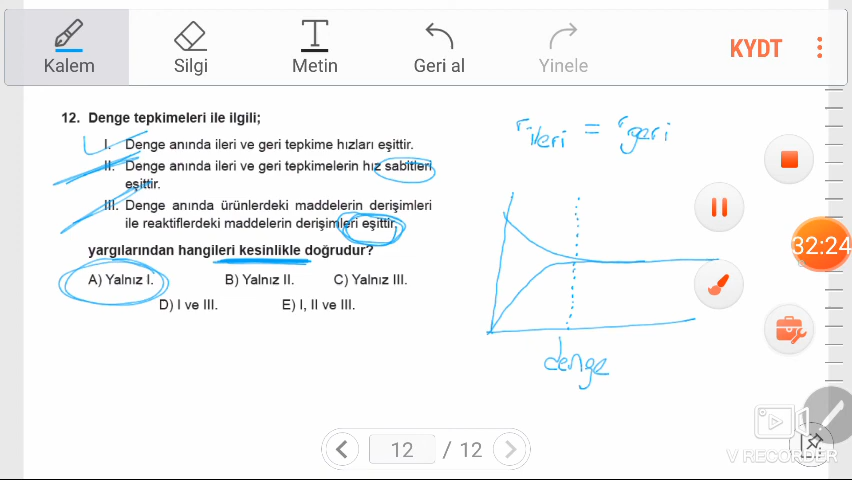 Kalem
Silgi
Metin
Geri al
Yinele
KYDT
12. Denge tepkimeleri ile ilgili;
I. Denge anında ileri ve geri tepkime hızları eşittir.
II. Denge anında ileri ve geri tepkimelerin hız sabitleri
eşittir.
III. Denge anında ürünlerdeki maddelerin derişimleri
ile reaktiflerdeki maddelerin derişimleri eşittir.
yargılarından hangileri kesinlikle doğrudur?
A) Yalnız I. B) Yalnız II. C) Yalnız III.
D) I ve III. E) I, II ve III.
r ileri = r geri
denge
32:24
12 / 12
V RECORDER